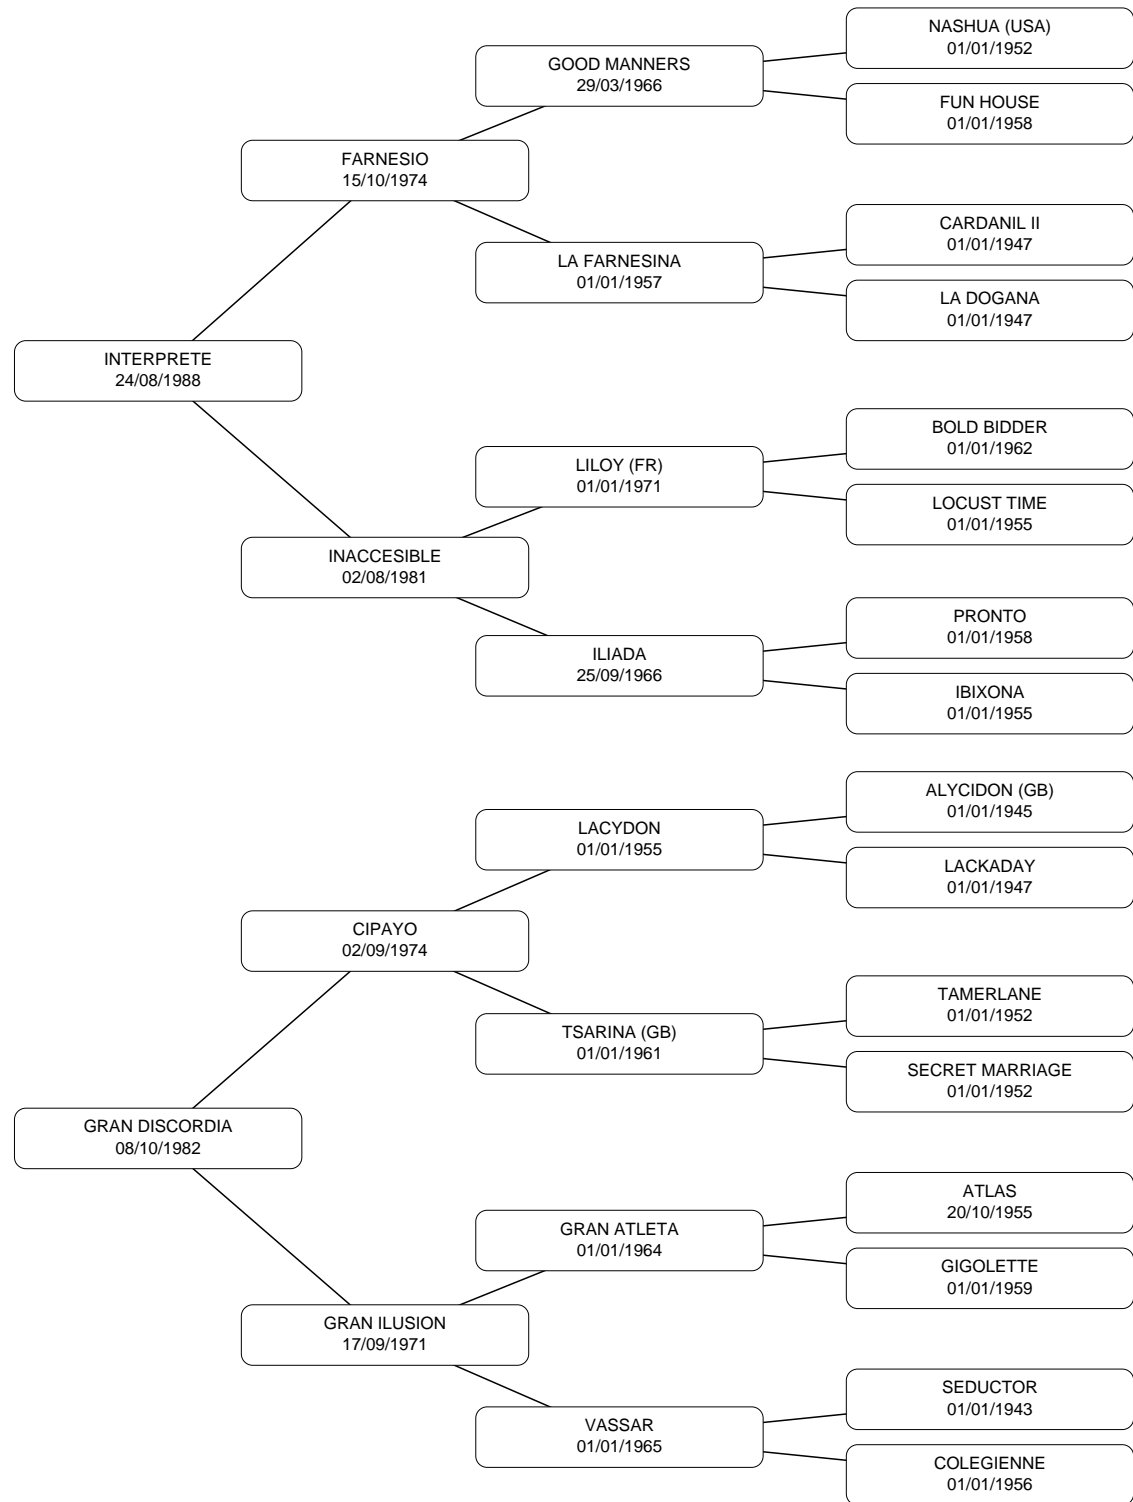 NASHUA (USA)
01/01/1952
GOOD MANNERS
29/03/1966
FUN HOUSE
01/01/1958
FARNESIO
15/10/1974
CARDANIL II
01/01/1947
LA FARNESINA
01/01/1957
LA DOGANA
01/01/1947
INTERPRETE
24/08/1988
BOLD BIDDER
01/01/1962
LILOY (FR)
01/01/1971
LOCUST TIME
01/01/1955
INACCESIBLE
02/08/1981
PRONTO
01/01/1958
ILIADA
25/09/1966
IBIXONA
01/01/1955
ALYCIDON (GB)
01/01/1945
LACYDON
01/01/1955
LACKADAY
01/01/1947
CIPAYO
02/09/1974
TAMERLANE
01/01/1952
TSARINA (GB)
01/01/1961
SECRET MARRIAGE
01/01/1952
GRAN DISCORDIA
08/10/1982
ATLAS
20/10/1955
GRAN ATLETA
01/01/1964
GIGOLETTE
01/01/1959
GRAN ILUSION
17/09/1971
SEDUCTOR
01/01/1943
VASSAR
01/01/1965
COLEGIENNE
01/01/1956